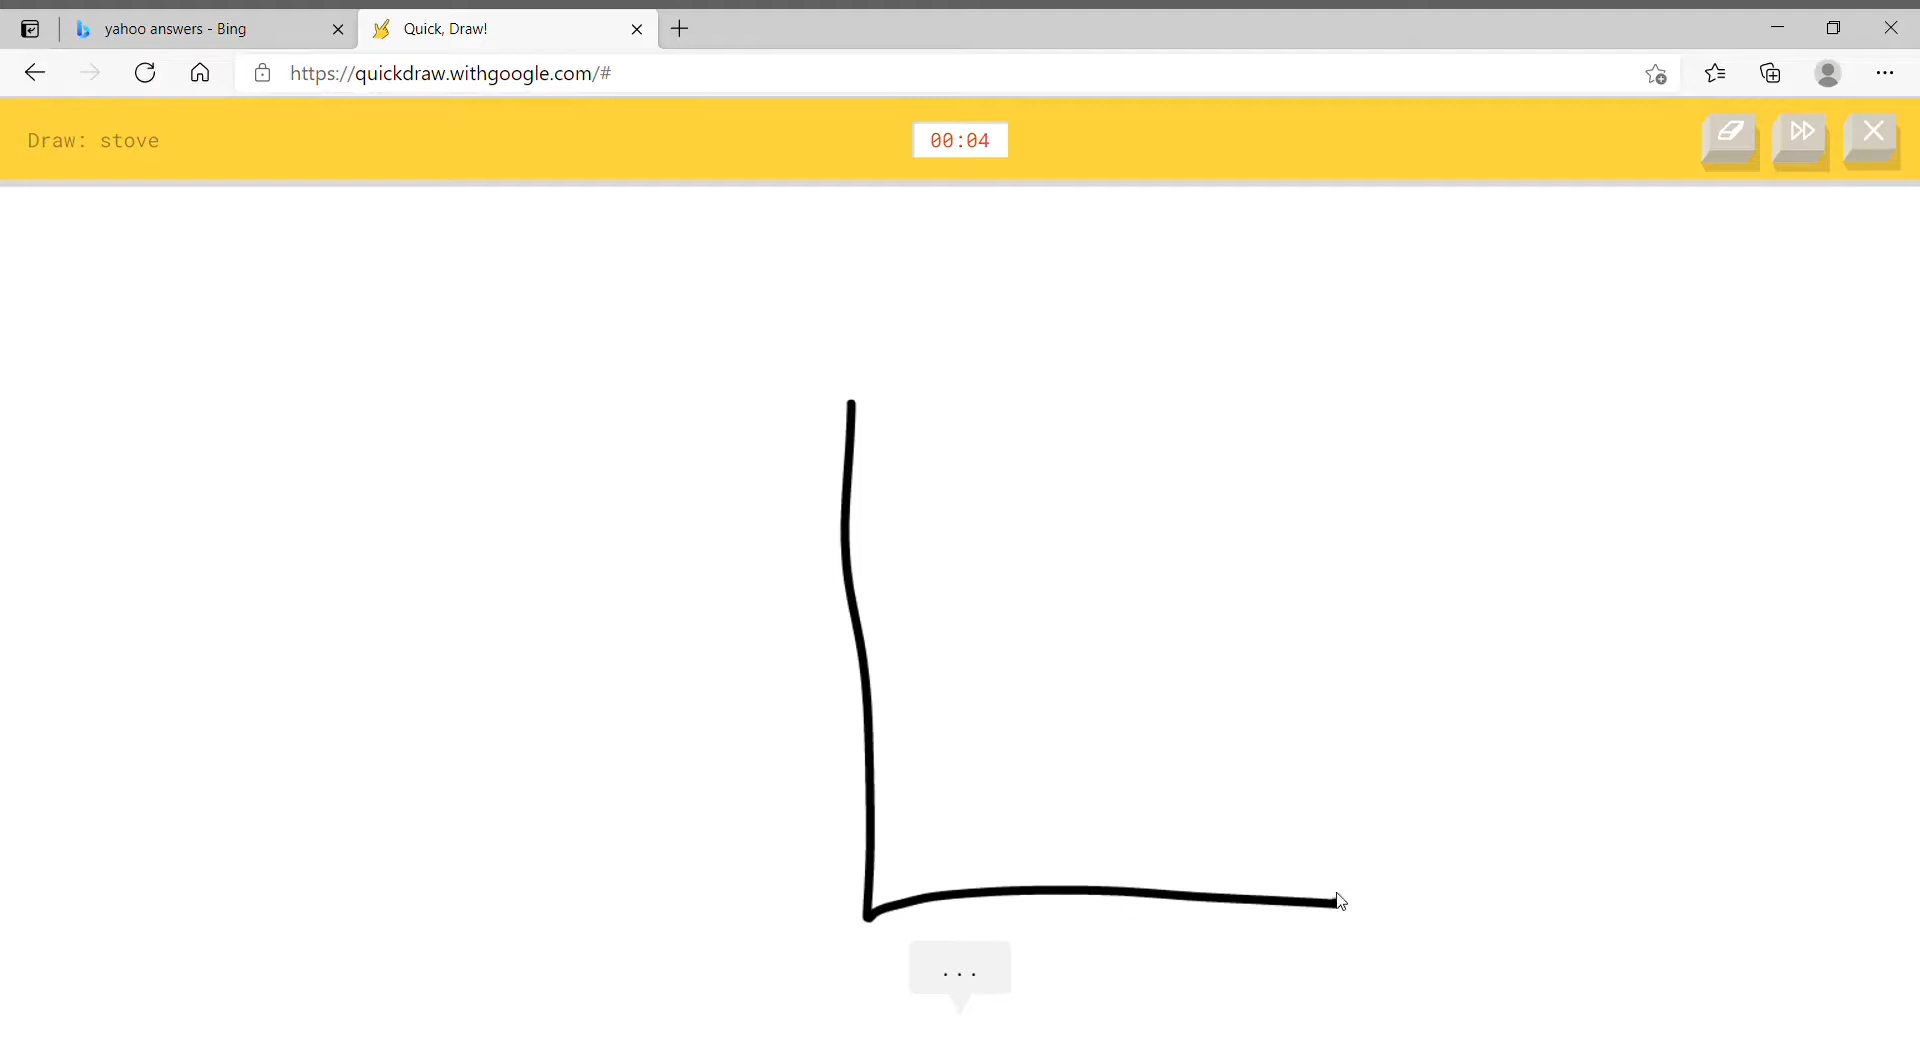 yahoo answers - Bing
Quick, Draw!
https://quickdraw.withgoogle.com/#
Draw: stove
00:04
...